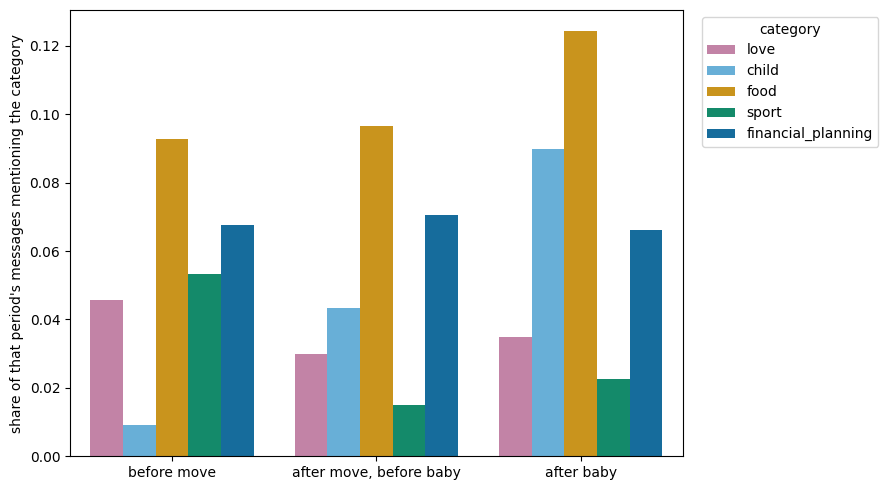 share of that period's messages mentioning the category
0.12
0.10
0.08
0.06
0.04
0.02
0.00
before move
after move, before baby
after baby
category
love
child
food
sport
financial_planning